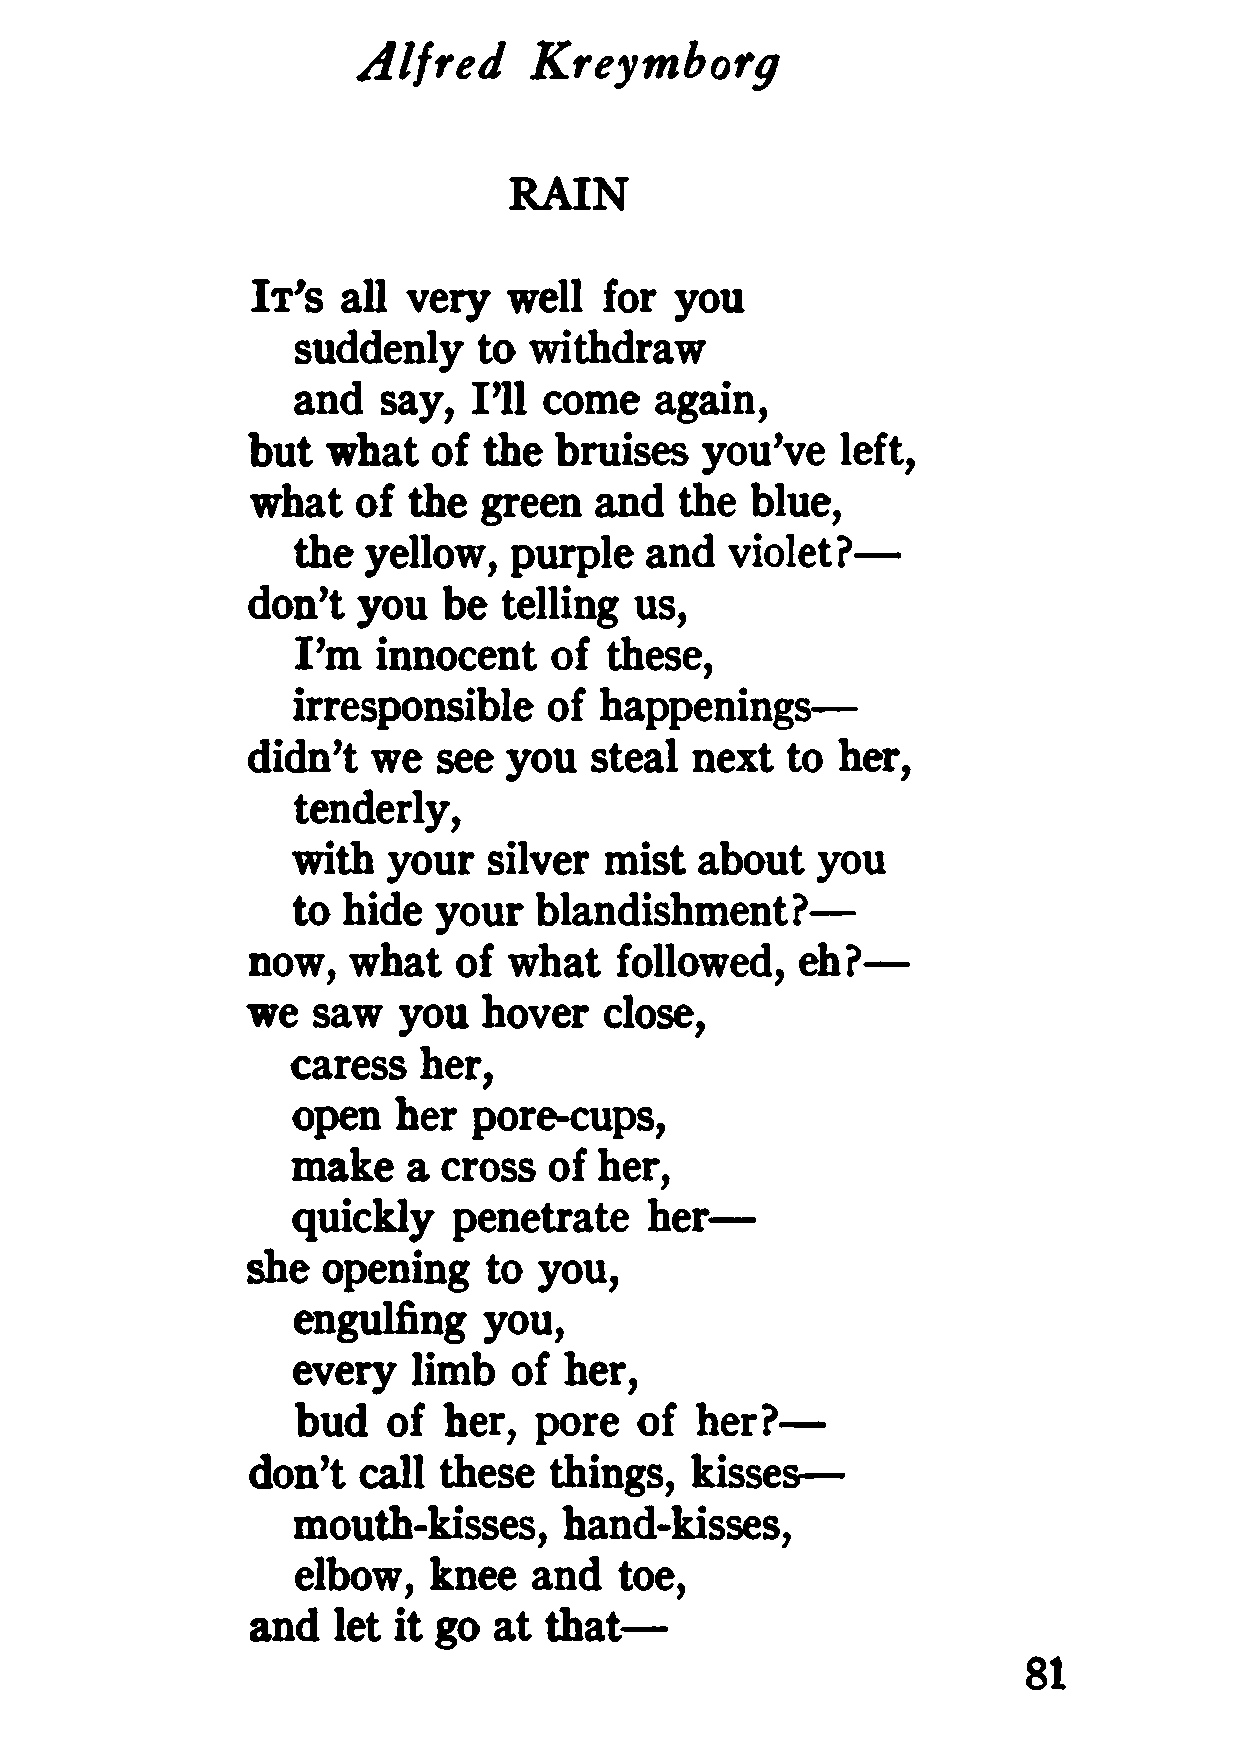 Alfred Kreymborg
RAIN
It's all very well for you
suddenly to withdraw
and say, I'll come again,
but what of the bruises you've left,
what of the green and the blue,
the yellow, purple and violet?—
don't you be telling us,
I'm innocent of these,
irresponsible of happenings—
didn't we see you steal next to her,
tenderly,
with your silver mist about you
to hide your blandishment?—
now, what of what followed, eh?—
we saw you hover close,
caress her,
open her pore-cups,
make a cross of her,
quickly penetrate her—
she opening to you,
engulfing you,
every limb of her,
bud of her, pore of her?—
don't call these things, kisses—
mouth-kisses, hand-kisses,
elbow, knee and toe,
and let it go at that—
81